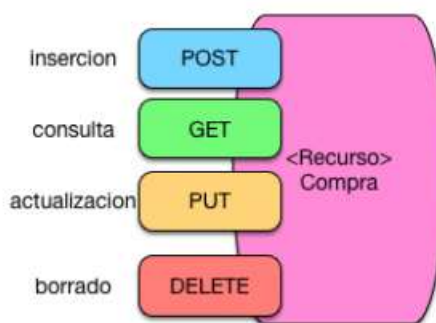 insercion
POST
consulta
GET
<Recurso>
Compra
actualizacion
PUT
borrado
DELETE